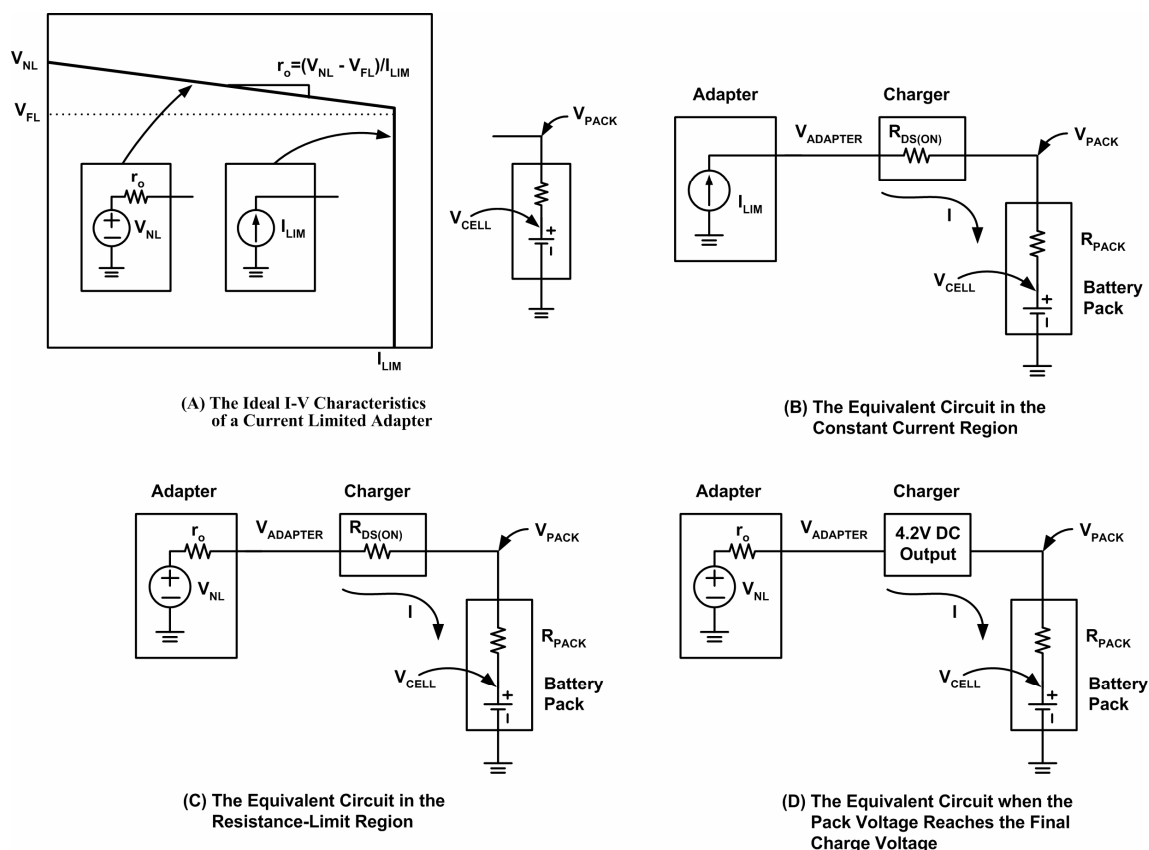 V_NL
r_o=(V_NL - V_FL)/I_LIM
V_FL
r_o
V_NL
I_LIM
I_LIM
V_PACK
V_CELL
+
(A) The Ideal I-V Characteristics
of a Current Limited Adapter
Adapter
Charger
V_ADAPTER
R_DS(ON)
V_PACK
I_LIM
I
R_PACK
V_CELL
+
Battery
Pack
(B) The Equivalent Circuit in the
Constant Current Region
Adapter
Charger
r_o
V_ADAPTER
R_DS(ON)
V_PACK
V_NL
I
R_PACK
V_CELL
+
Battery
Pack
(C) The Equivalent Circuit in the
Resistance-Limit Region
Adapter
Charger
r_o
V_ADAPTER
4.2V DC
Output
V_PACK
V_NL
I
R_PACK
V_CELL
+
Battery
Pack
(D) The Equivalent Circuit when the
Pack Voltage Reaches the Final
Charge Voltage